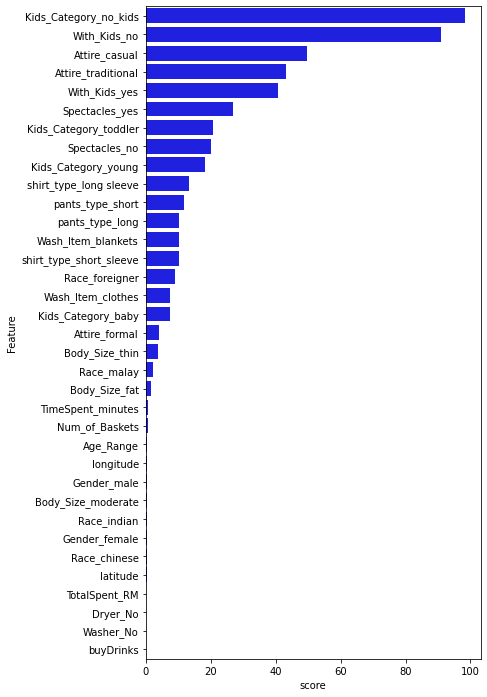 Kids_Category_no_kids
With_Kids_no
Attire_casual
Attire_traditional
With_Kids_yes
Spectacles_yes
Kids_Category_toddler
Spectacles_no
Kids_Category_young
shirt_type_long sleeve
pants_type_short
pants_type_long
Wash_Item_blankets
shirt_type_short_sleeve
Race_foreigner
Wash_Item_clothes
Kids_Category_baby
Attire_formal
Body_Size_thin
Race_malay
Body_Size_fat
TimeSpent_minutes
Num_of_Baskets
Age_Range
longitude
Gender_male
Body_Size_moderate
Race_indian
Gender_female
Race_chinese
latitude
TotalSpent_RM
Dryer_No
Washer_No
buyDrinks
Feature
0 20 40 60 80 100
score